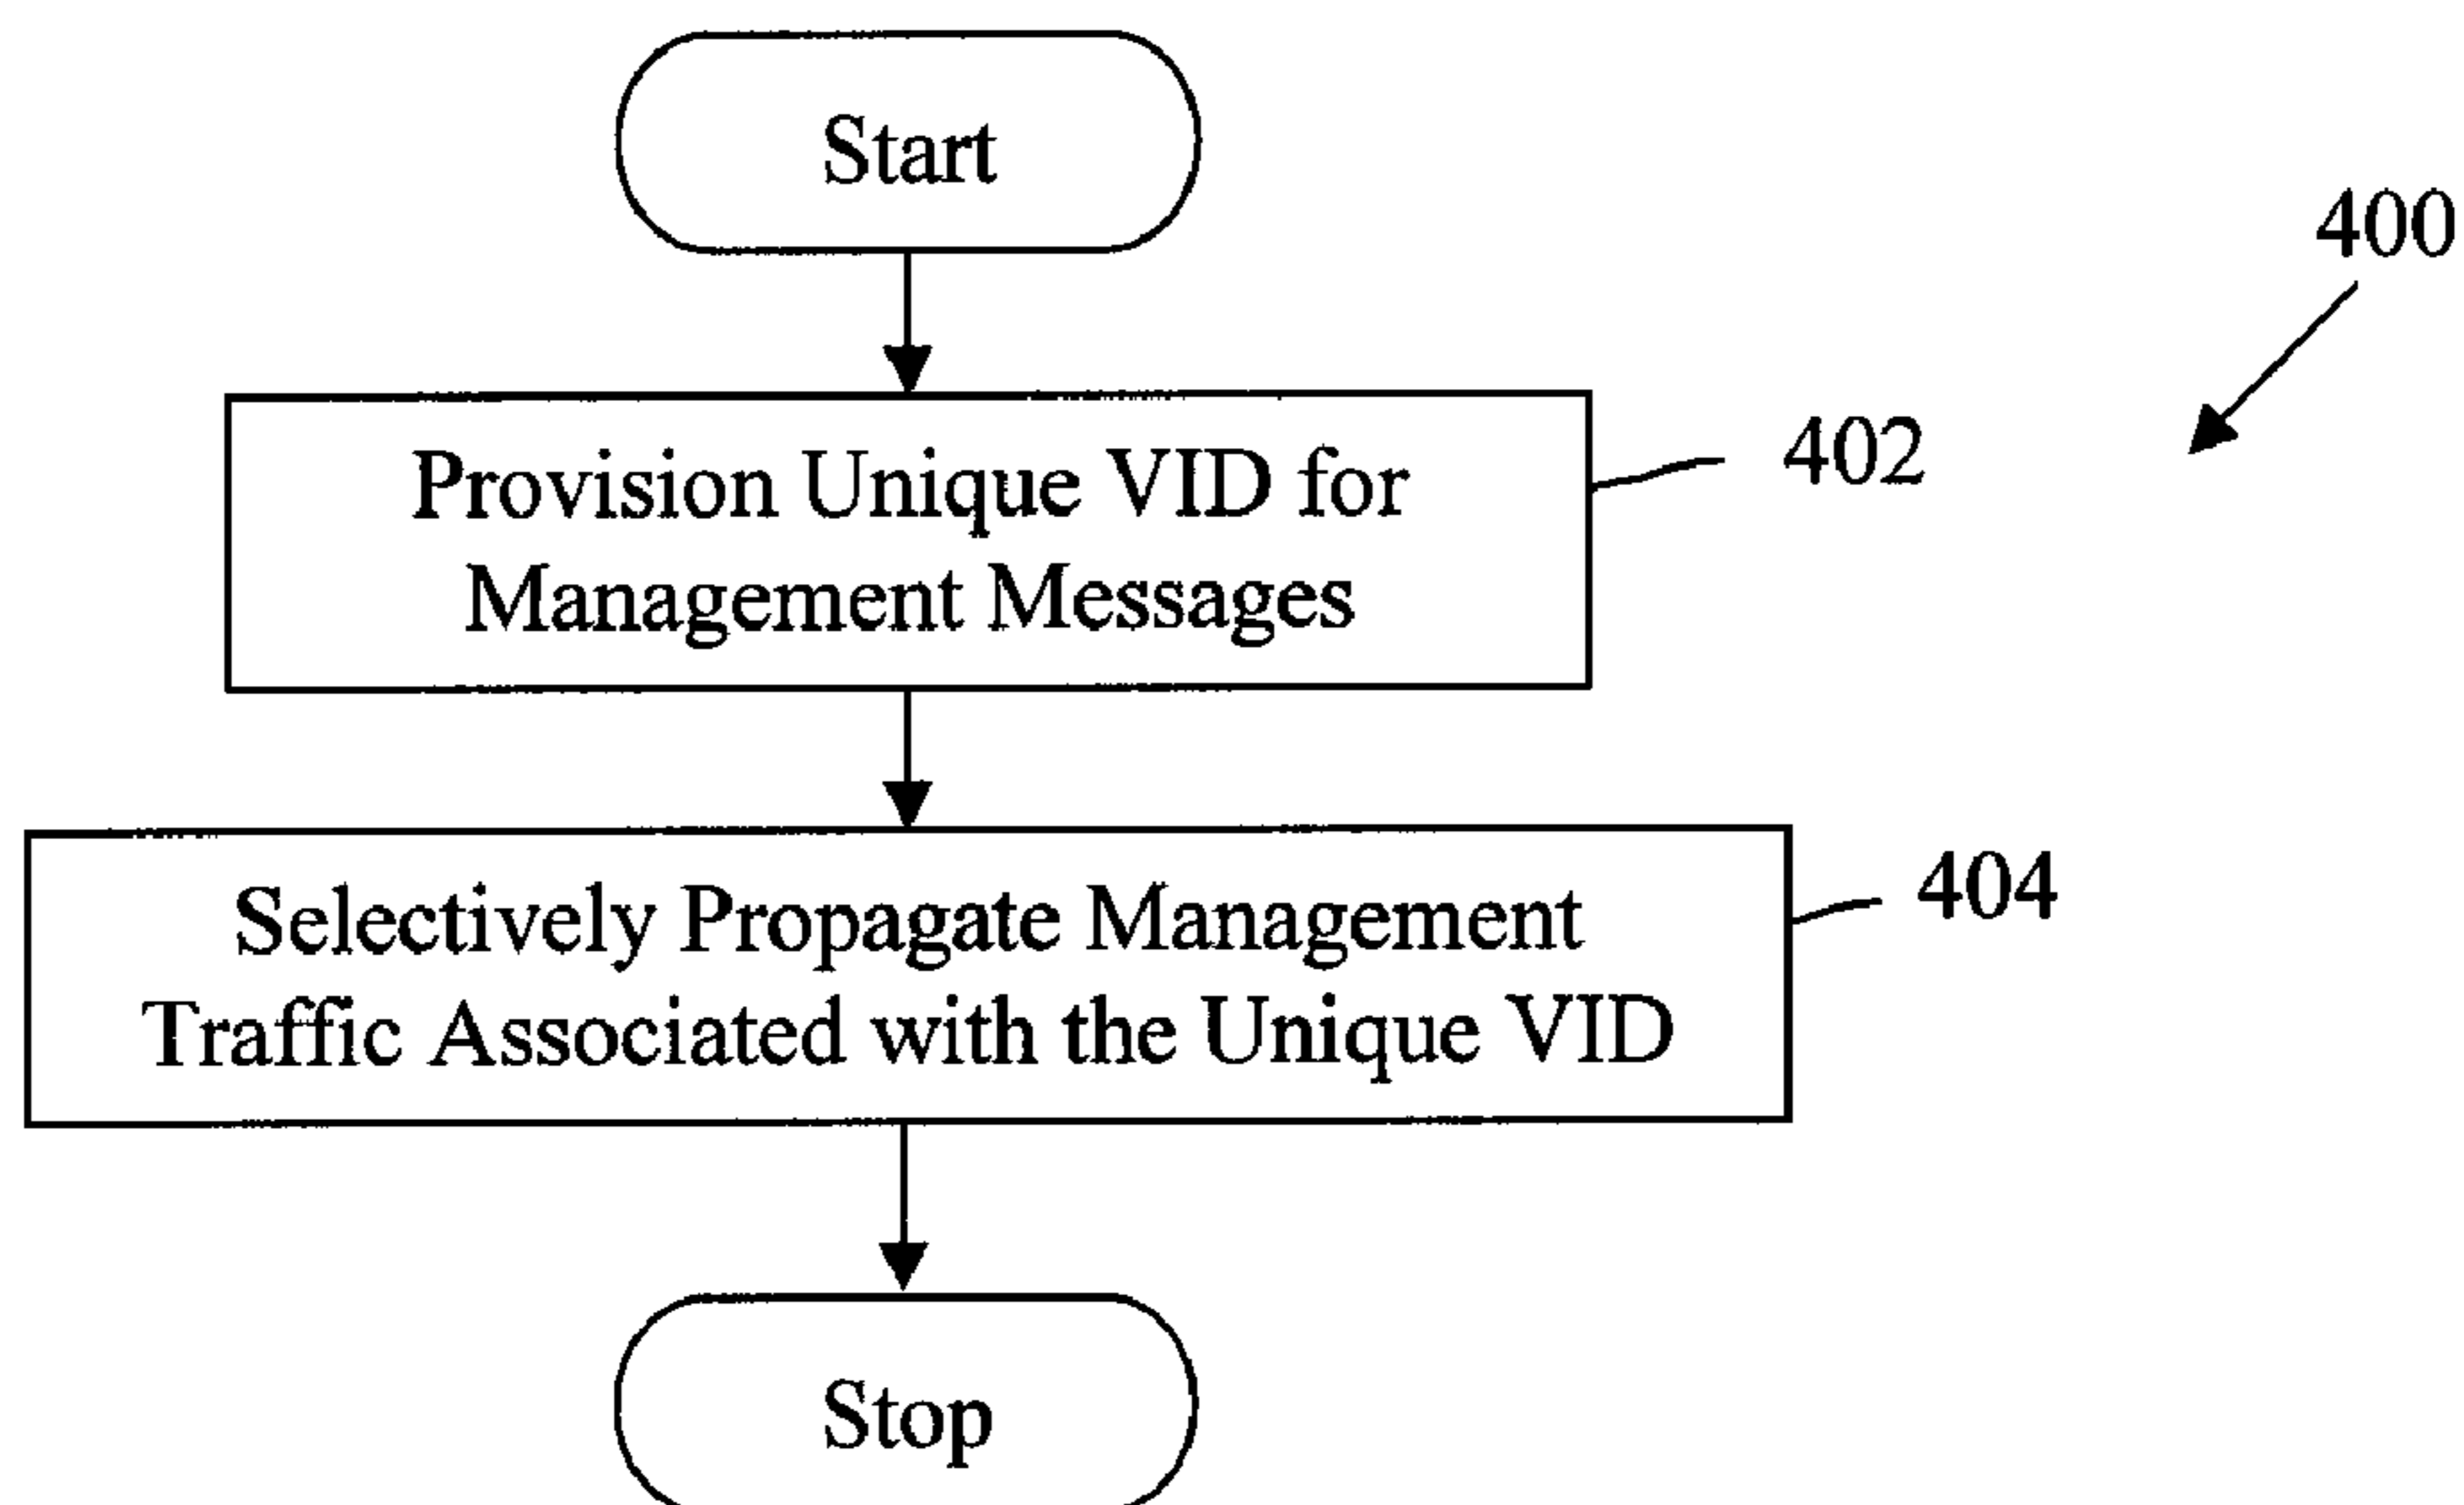 Start
400
Provision Unique VID for
Management Messages
402
Selectively Propagate Management
Traffic Associated with the Unique VID
404
Stop